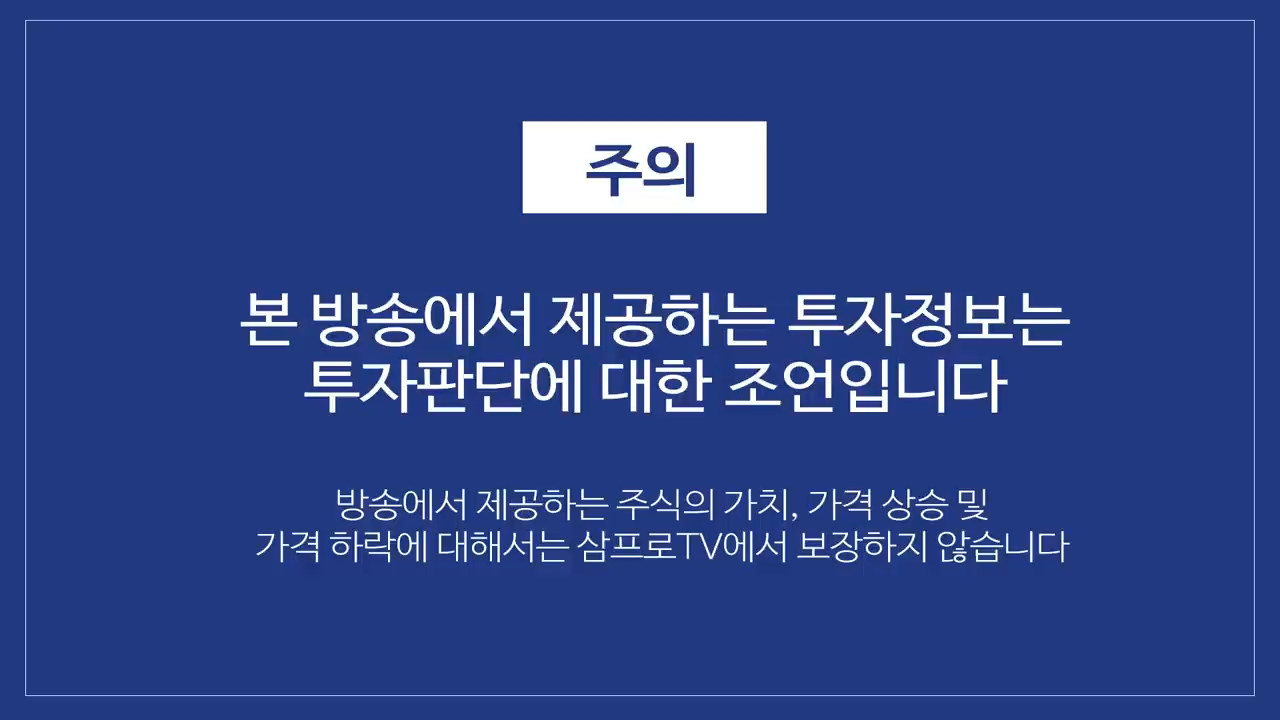 주의
본 방송에서 제공하는 투자정보는
투자판단에 대한 조언입니다
방송에서 제공하는 주식의 가치, 가격 상승 및
가격 하락에 대해서는 삼프로TV에서 보장하지 않습니다